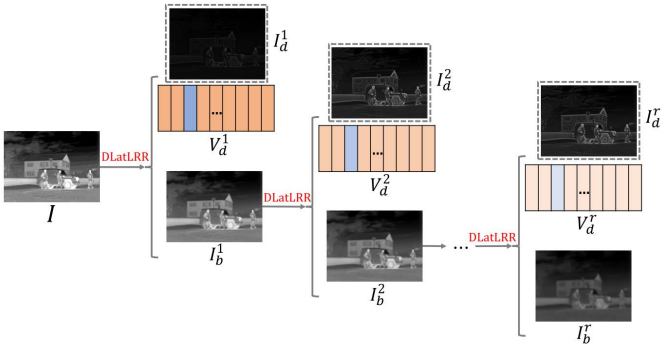 I
DLatLRR
I_d^1
...
V_d^1
I_b^1
DLatLRR
I_d^2
...
V_d^2
I_b^2
...
DLatLRR
I_d^r
...
V_d^r
I_b^r